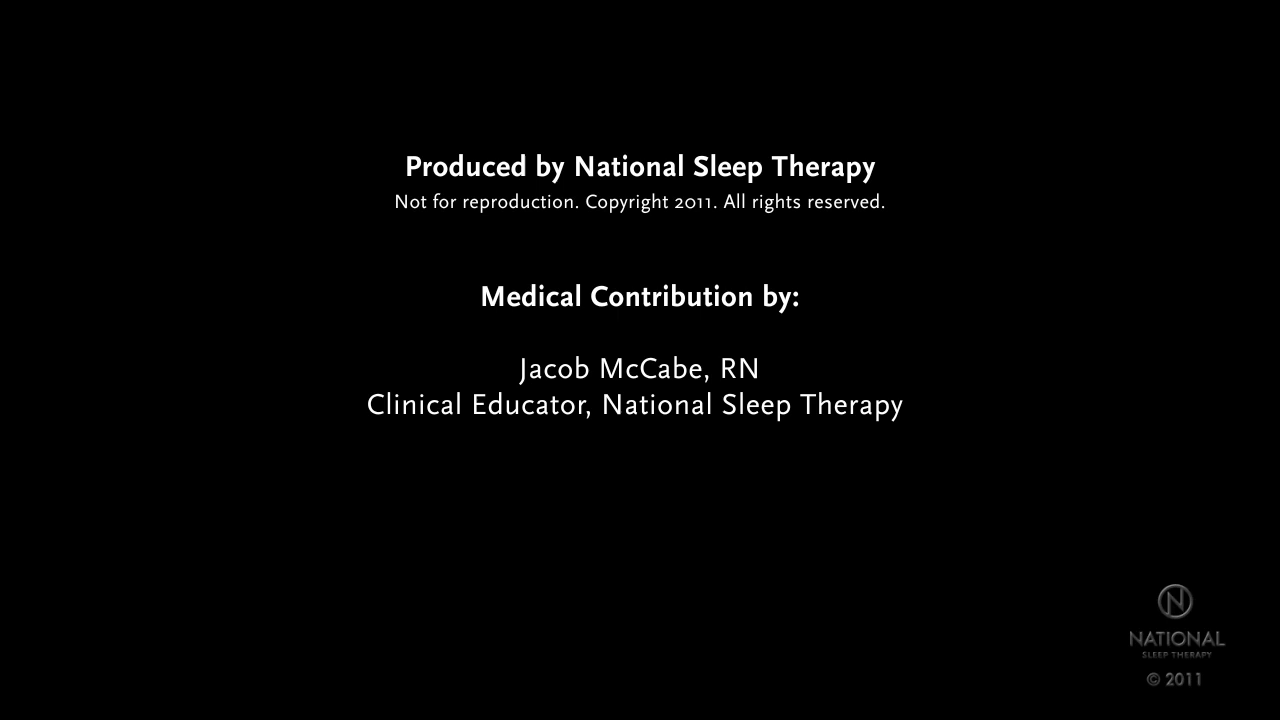 Produced by National Sleep Therapy
Not for reproduction. Copyright 2011. All rights reserved.
Medical Contribution by:
Jacob McCabe, RN
Clinical Educator, National Sleep Therapy
N
NATIONAL
SLEEP THERAPY
© 2011